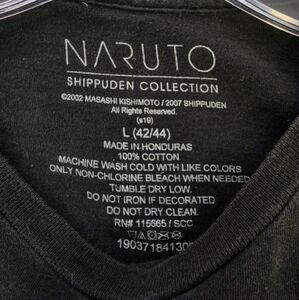 NARUTO
SHIPPUDEN COLLECTION
©2002 MASASHI KISHIMOTO / 2007 SHIPPUDEN
All Rights Reserved.
(s19)
L (42/44)
MADE IN HONDURAS
100% COTTON
MACHINE WASH COLD WITH LIKE COLORS
ONLY NON-CHLORINE BLEACH WHEN NEEDED
TUMBLE DRY LOW.
DO NOT IRON IF DECORATED
DO NOT DRY CLEAN.
RN# 115665 / SCC
19037184130